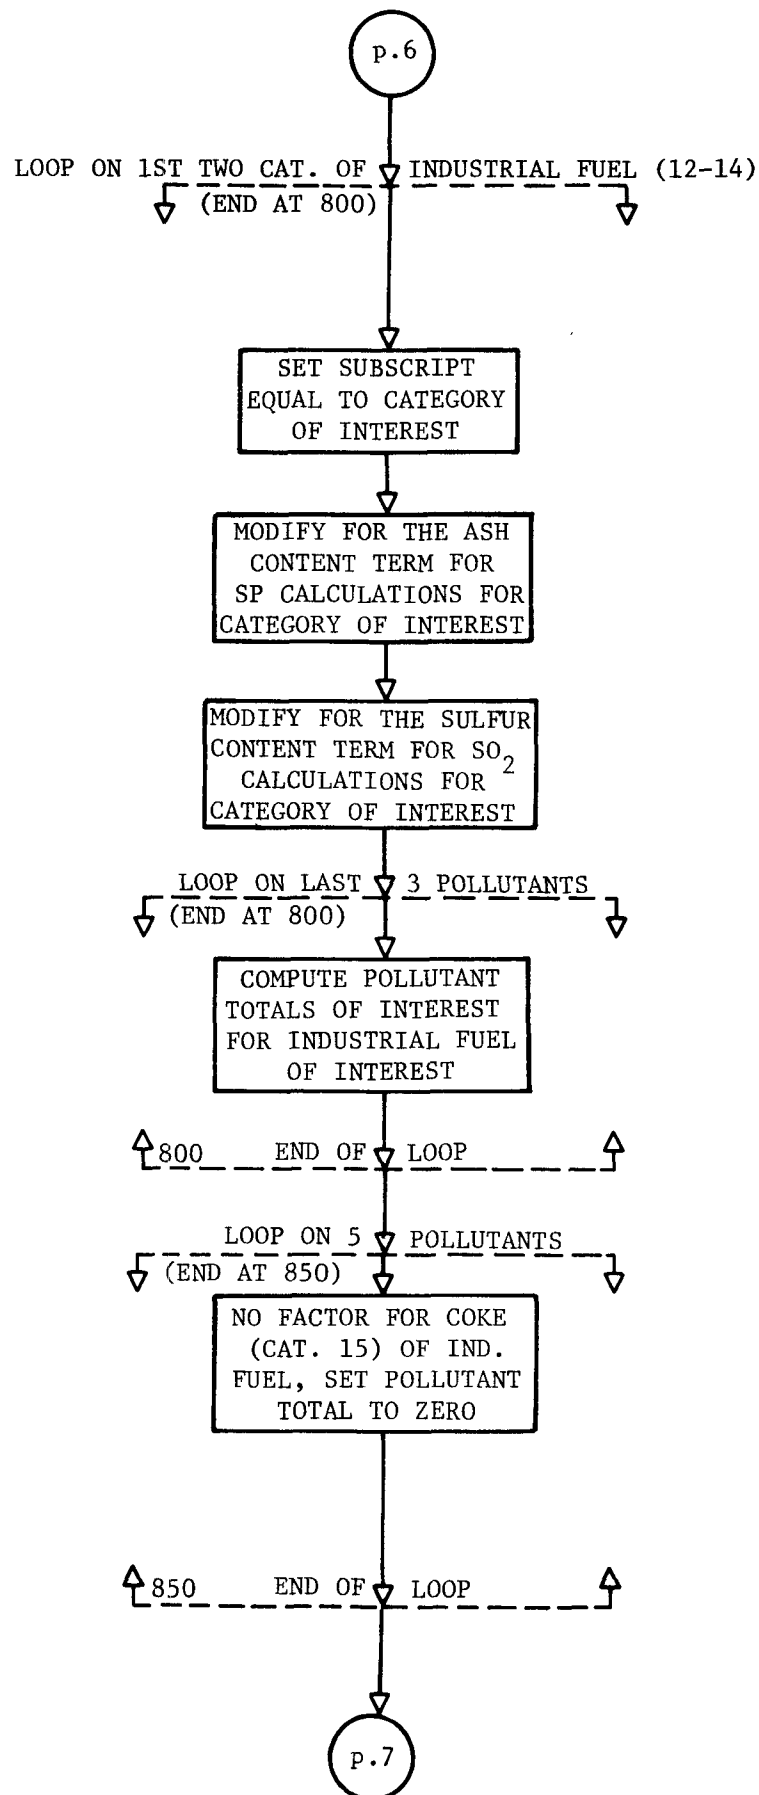 p.6
LOOP ON 1ST TWO CAT. OF INDUSTRIAL FUEL (12-14)
(END AT 800)
SET SUBSCRIPT
EQUAL TO CATEGORY
OF INTEREST
MODIFY FOR THE ASH
CONTENT TERM FOR
SP CALCULATIONS FOR
CATEGORY OF INTEREST
MODIFY FOR THE SULFUR
CONTENT TERM FOR SO2
CALCULATIONS FOR
CATEGORY OF INTEREST
LOOP ON LAST 3 POLLUTANTS
(END AT 800)
COMPUTE POLLUTANT
TOTALS OF INTEREST
FOR INDUSTRIAL FUEL
OF INTEREST
800 END OF LOOP
LOOP ON 5 POLLUTANTS
(END AT 850)
NO FACTOR FOR COKE
(CAT. 15) OF IND.
FUEL, SET POLLUTANT
TOTAL TO ZERO
850 END OF LOOP
p.7